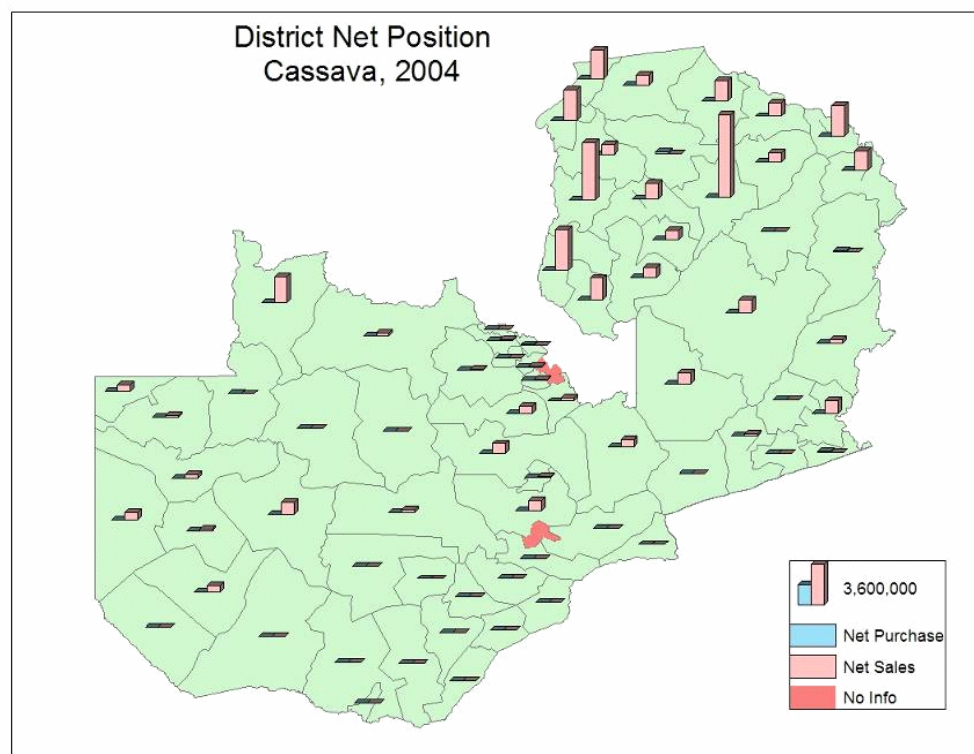 District Net Position
Cassava, 2004
3,600,000
Net Purchase
Net Sales
No Info